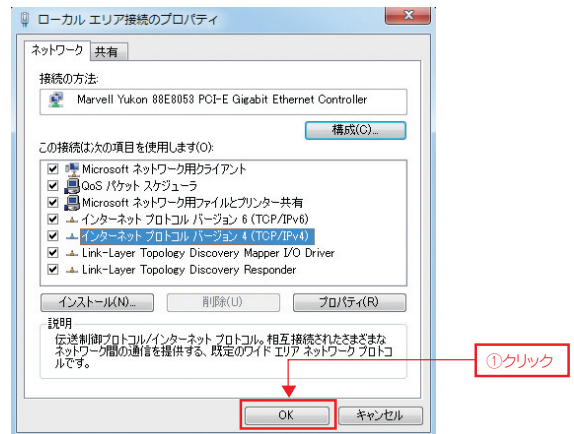 ローカル エリア接続のプロパティ
ネットワーク 共有
接続の方法:
Marvell Yukon 88E8053 PCI-E Gigabit Ethernet Controller
構成(C)...
この接続は次の項目を使用します(O):
Microsoft ネットワーク用クライアント
QoS パケット スケジューラ
Microsoft ネットワーク用ファイルとプリンター共有
インターネット プロトコル バージョン 6 (TCP/IPv6)
インターネット プロトコル バージョン 4 (TCP/IPv4)
Link-Layer Topology Discovery Mapper I/O Driver
Link-Layer Topology Discovery Responder
インストール(N)... 削除(U) プロパティ(R)
説明
伝送制御プロトコル/インターネット プロトコル。相互接続されたさまざまな
ネットワーク間の通信を提供する、既定のワイド エリア ネットワーク プロトコ
ルです。
①クリック
OK キャンセル